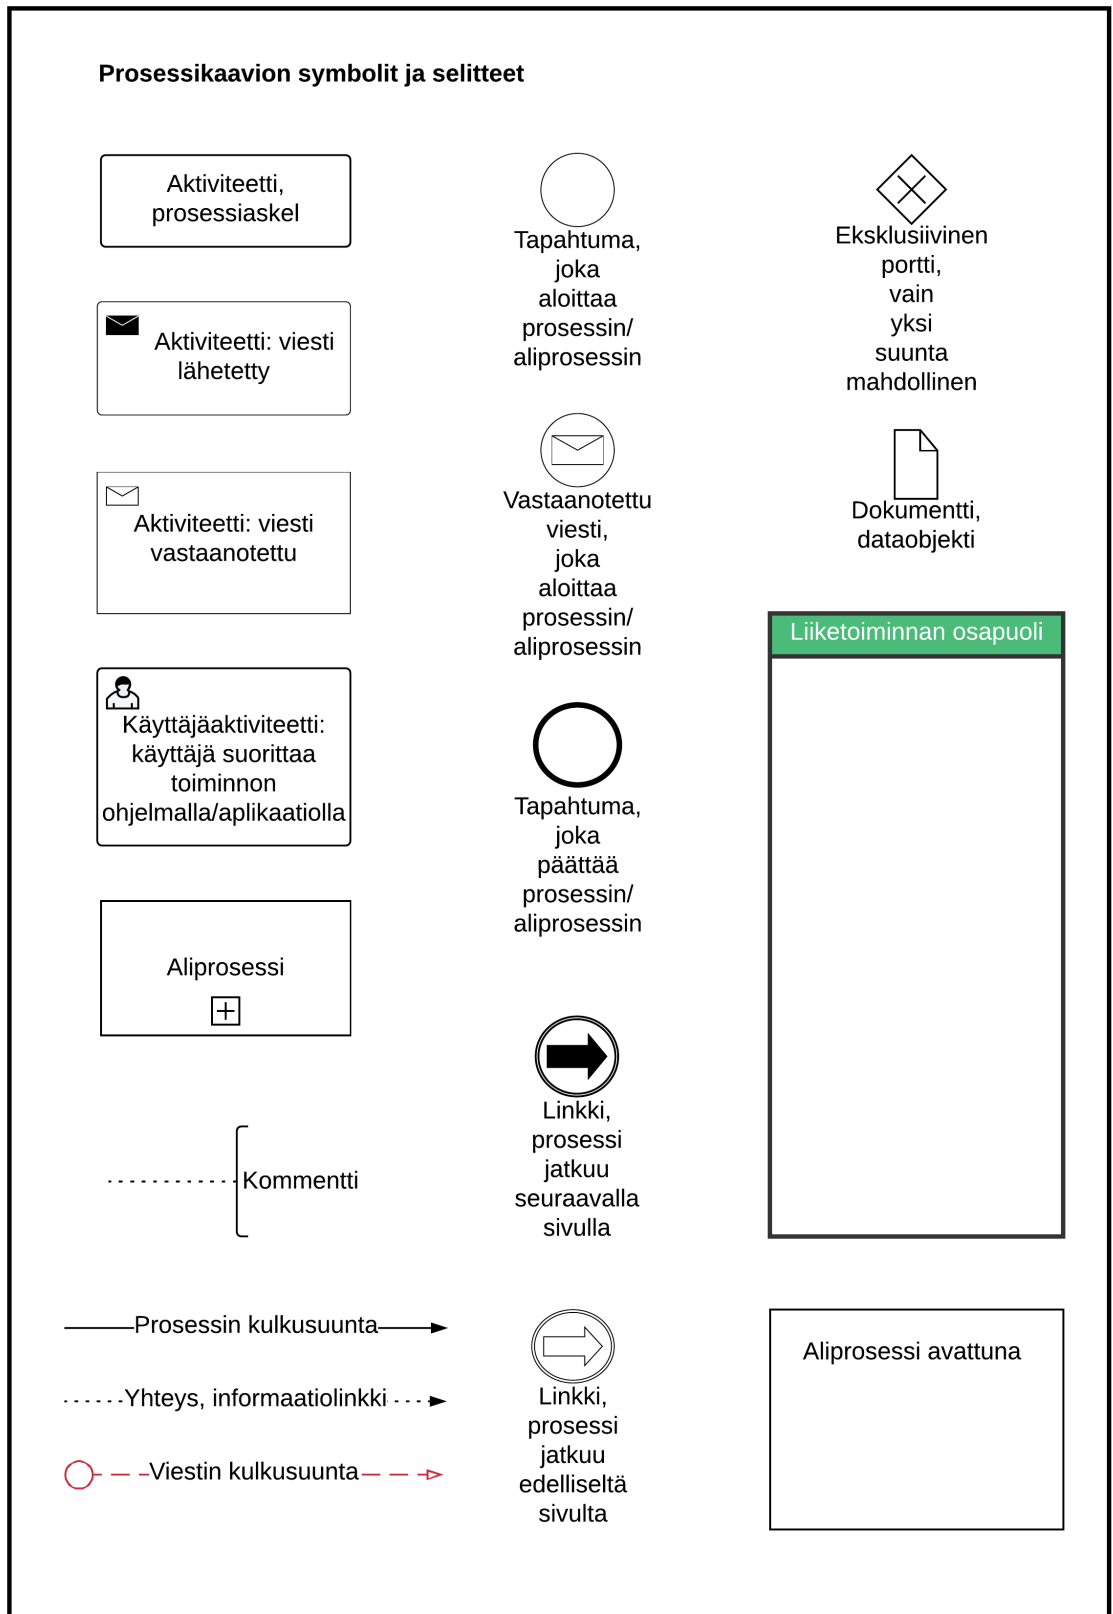 Prosessikaavion symbolit ja selitteet
Aktiviteetti,
prosessiaskel
Aktiviteetti: viesti
lähetetty
Aktiviteetti: viesti
vastaanotettu
Käyttäjäaktiviteetti:
käyttäjä suorittaa
toiminnon
ohjelmalla/aplikaatiolla
Aliprosessi
Kommentti
Prosessin kulkusuunta
Yhteys, informaatiolinkki
Viestin kulkusuunta
Tapahtuma,
joka
aloittaa
prosessin/
aliprosessin
Vastaanotettu
viesti,
joka
aloittaa
prosessin/
aliprosessin
Tapahtuma,
joka
päättää
prosessin/
aliprosessin
Linkki,
prosessi
jatkuu
seuraavalla
sivulla
Linkki,
prosessi
jatkuu
edelliseltä
sivulta
Eksklusiivinen
portti,
vain
yksi
suunta
mahdollinen
Dokumentti,
dataobjekti
Liiketoiminnan osapuoli
Aliprosessi avattuna